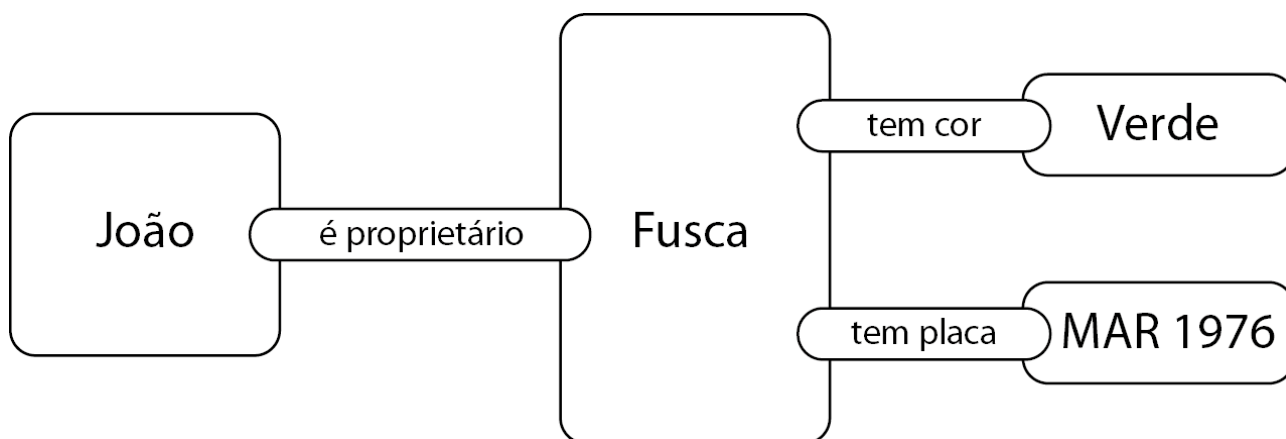 João
é proprietário
Fusca
tem cor
Verde
tem placa
MAR 1976